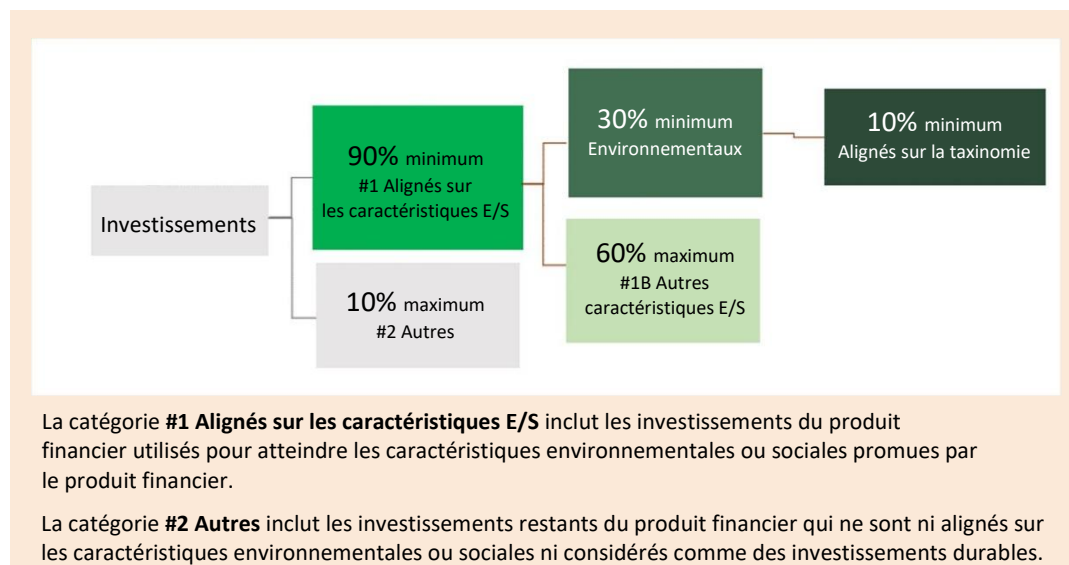 Investissements
90% minimum
#1 Alignés sur
les caractéristiques E/S
10% maximum
#2 Autres
30% minimum
Environnementaux
60% maximum
#1B Autres
caractéristiques E/S
10% minimum
Alignés sur la taxinomie
La catégorie #1 Alignés sur les caractéristiques E/S inclut les investissements du produit
financier utilisés pour atteindre les caractéristiques environnementales ou sociales promues par
le produit financier.
La catégorie #2 Autres inclut les investissements restants du produit financier qui ne sont ni alignés sur
les caractéristiques environnementales ou sociales ni considérés comme des investissements durables.